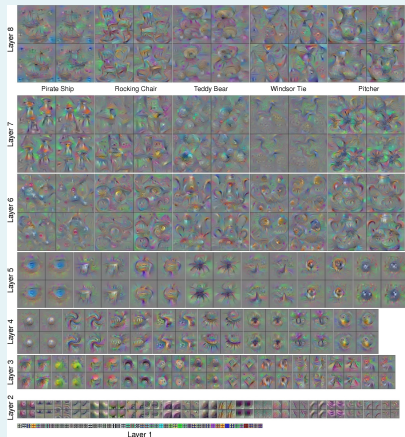 Layer 8
Pirate Ship Rocking Chair Teddy Bear Windsor Tie Pitcher
Layer 7
Layer 6
Layer 5
Layer 4
Layer 3
Layer 2
Layer 1